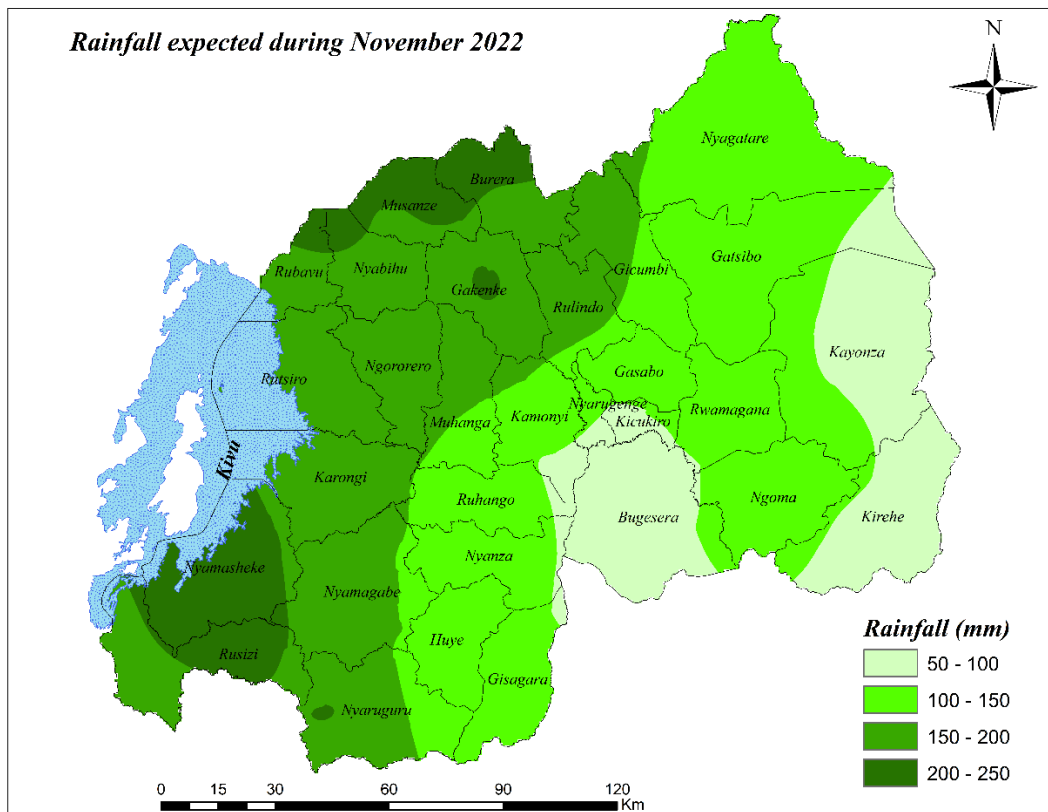 Rainfall expected during November 2022
N
Nyagatare
Burera
Musanze
Gatsibo
Rubavu
Nyabihu
Gicumbi
Gakenke
Rulindo
Kayonza
Ngororero
Gasabo
Rutsiro
Nyarugenge
Rwamagana
Muhanga
Kamonyi
Kicukiro
Kivu
Karongi
Ruhango
Ngoma
Bugesera
Kirehe
Nyanza
Nyamasheke
Nyamagabe
Huye
Rusizi
Gisagara
Nyaruguru
Rainfall (mm)
50 - 100
100 - 150
150 - 200
200 - 250
0 15 30 60 90 120
Km